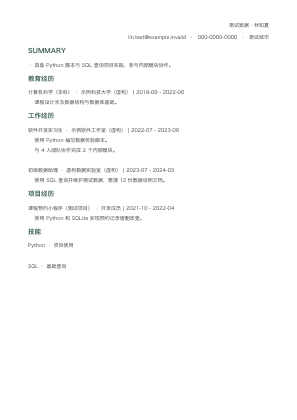 测试数据 · 林知夏
lin.test@example.invalid · 000-0000-0000 · 测试城市
SUMMARY
· 具备 Python 脚本与 SQL 查询项目实践，参与内部模块协作。
教育经历
计算机科学（本科） · 示例科技大学（虚构） | 2018-09 - 2022-06
课程设计涉及数据结构与数据库基础。
工作经历
软件开发实习生 · 示例软件工作室（虚构） | 2022-07 - 2023-06
使用 Python 编写数据校验脚本。
与 4 人团队协作完成 2 个内部模块。
初级数据助理 · 虚构数据实验室（虚构） | 2023-07 - 2024-03
使用 SQL 查询并维护测试数据，整理 12 份数据说明文档。
项目经历
课程预约小程序（测试项目） · 开发成员 | 2021-10 - 2022-04
使用 Python 和 SQLite 实现预约记录增删改查。
技能
Python · 项目使用
SQL · 基础查询